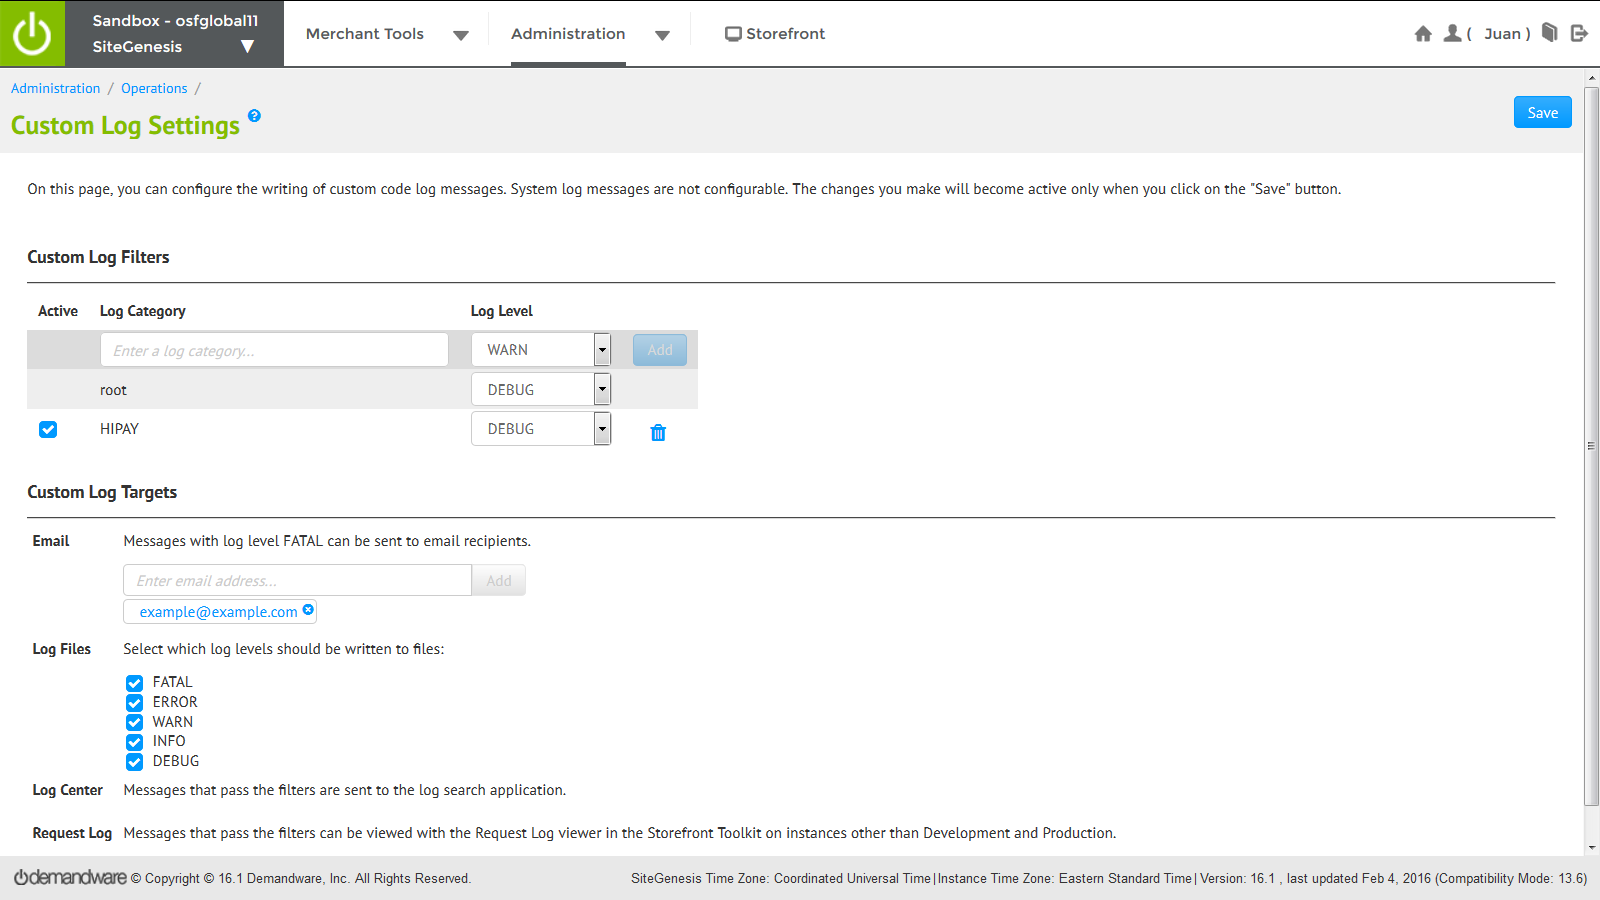 Sandbox - osfglobal11
SiteGenesis
Merchant Tools
Administration
Storefront
( Juan )
Administration / Operations /
Custom Log Settings ?
Save
On this page, you can configure the writing of custom code log messages. System log messages are not configurable. The changes you make will become active only when you click on the "Save" button.
Custom Log Filters
Active Log Category Log Level
Enter a log category... WARN Add
root DEBUG
HIPAY DEBUG
Custom Log Targets
Email Messages with log level FATAL can be sent to email recipients.
Enter email address... Add
example@example.com
Log Files Select which log levels should be written to files:
FATAL
ERROR
WARN
INFO
DEBUG
Log Center Messages that pass the filters are sent to the log search application.
Request Log Messages that pass the filters can be viewed with the Request Log viewer in the Storefront Toolkit on instances other than Development and Production.
demandware © Copyright © 16.1 Demandware, Inc. All Rights Reserved.
SiteGenesis Time Zone: Coordinated Universal Time | Instance Time Zone: Eastern Standard Time | Version: 16.1 , last updated Feb 4, 2016 (Compatibility Mode: 13.6)